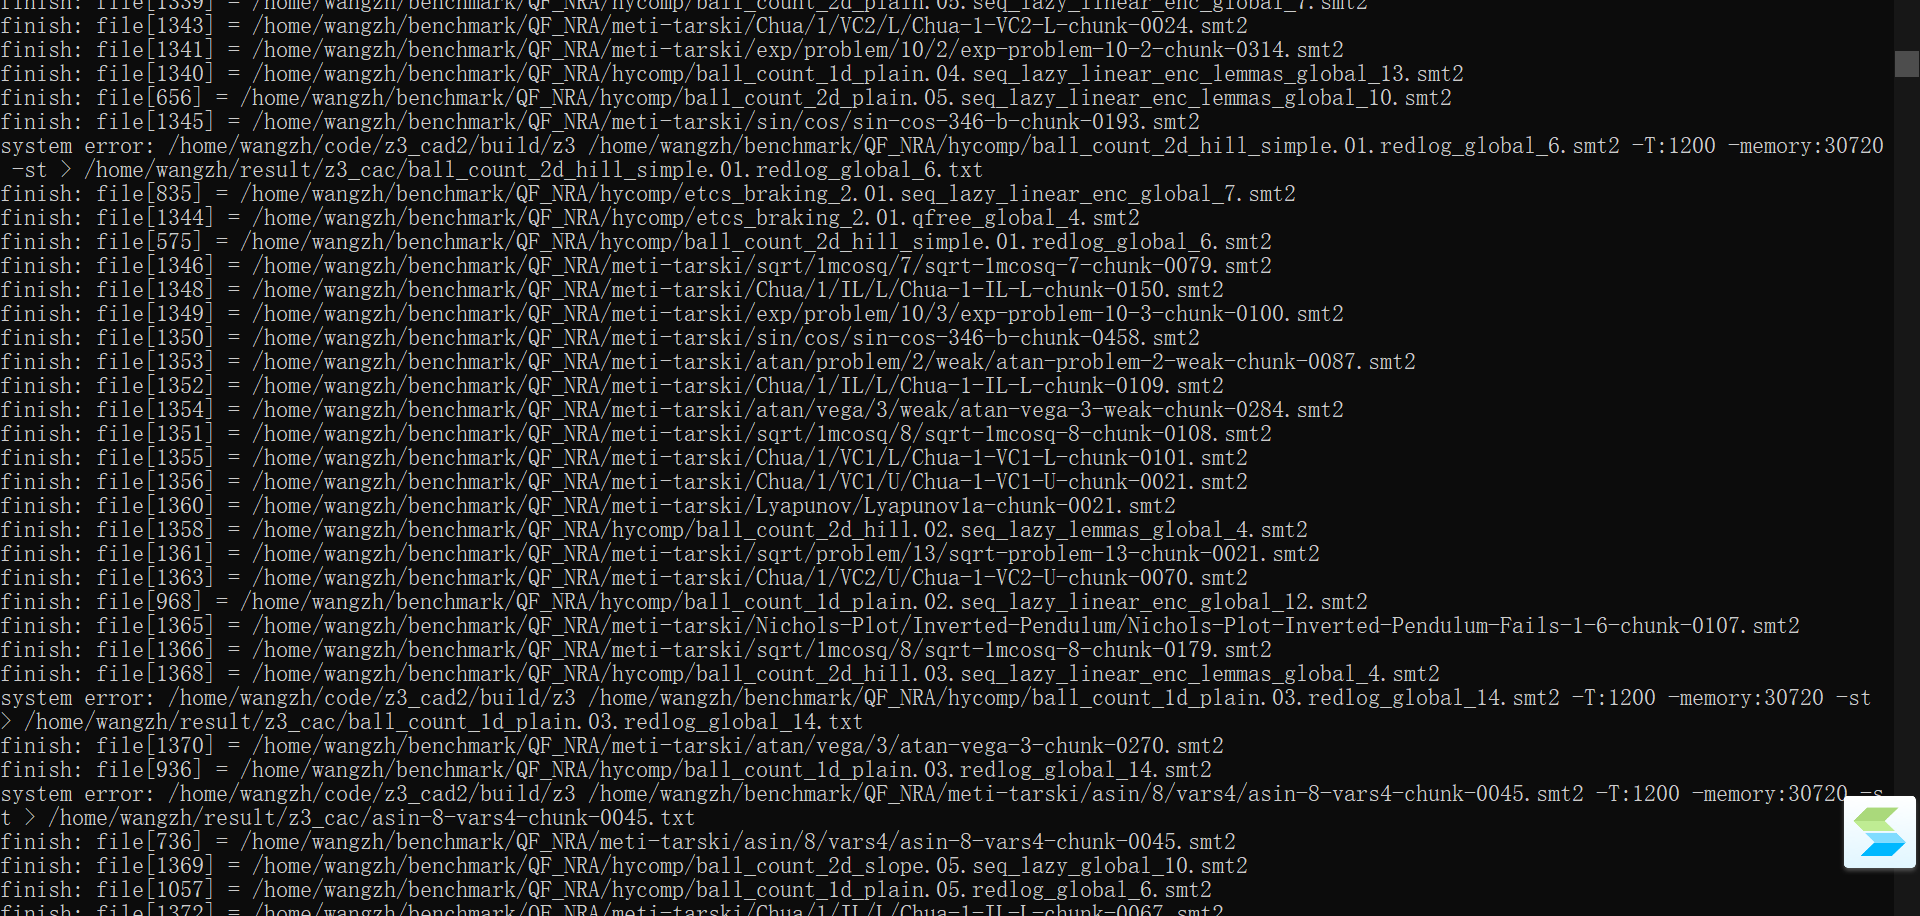 finish: file[1339] = /home/wangzh/benchmark/QF_NRA/hycomp/ball_count_2d_plain.05.seq_lazy_linear_enc_global_7.smt2
finish: file[1343] = /home/wangzh/benchmark/QF_NRA/meti-tarski/Chua/1/VC2/L/Chua-1-VC2-L-chunk-0024.smt2
finish: file[1341] = /home/wangzh/benchmark/QF_NRA/meti-tarski/exp/problem/10/2/exp-problem-10-2-chunk-0314.smt2
finish: file[1340] = /home/wangzh/benchmark/QF_NRA/hycomp/ball_count_1d_plain.04.seq_lazy_linear_enc_lemmas_global_13.smt2
finish: file[656] = /home/wangzh/benchmark/QF_NRA/hycomp/ball_count_2d_plain.05.seq_lazy_linear_enc_lemmas_global_10.smt2
finish: file[1345] = /home/wangzh/benchmark/QF_NRA/meti-tarski/sin/cos/sin-cos-346-b-chunk-0193.smt2
system error: /home/wangzh/code/z3_cad2/build/z3 /home/wangzh/benchmark/QF_NRA/hycomp/ball_count_2d_hill_simple.01.redlog_global_6.smt2 -T:1200 -memory:30720
 -st > /home/wangzh/result/z3_cac/ball_count_2d_hill_simple.01.redlog_global_6.txt
finish: file[835] = /home/wangzh/benchmark/QF_NRA/hycomp/etcs_braking_2.01.seq_lazy_linear_enc_global_7.smt2
finish: file[1344] = /home/wangzh/benchmark/QF_NRA/hycomp/etcs_braking_2.01.qfree_global_4.smt2
finish: file[575] = /home/wangzh/benchmark/QF_NRA/hycomp/ball_count_2d_hill_simple.01.redlog_global_6.smt2
finish: file[1346] = /home/wangzh/benchmark/QF_NRA/meti-tarski/sqrt/1mcosq/7/sqrt-1mcosq-7-chunk-0079.smt2
finish: file[1348] = /home/wangzh/benchmark/QF_NRA/meti-tarski/Chua/1/IL/L/Chua-1-IL-L-chunk-0150.smt2
finish: file[1349] = /home/wangzh/benchmark/QF_NRA/meti-tarski/exp/problem/10/3/exp-problem-10-3-chunk-0100.smt2
finish: file[1350] = /home/wangzh/benchmark/QF_NRA/meti-tarski/sin/cos/sin-cos-346-b-chunk-0458.smt2
finish: file[1353] = /home/wangzh/benchmark/QF_NRA/meti-tarski/atan/problem/2/weak/atan-problem-2-weak-chunk-0087.smt2
finish: file[1352] = /home/wangzh/benchmark/QF_NRA/meti-tarski/Chua/1/IL/L/Chua-1-IL-L-chunk-0109.smt2
finish: file[1354] = /home/wangzh/benchmark/QF_NRA/meti-tarski/atan/vega/3/weak/atan-vega-3-weak-chunk-0284.smt2
finish: file[1351] = /home/wangzh/benchmark/QF_NRA/meti-tarski/sqrt/1mcosq/8/sqrt-1mcosq-8-chunk-0108.smt2
finish: file[1355] = /home/wangzh/benchmark/QF_NRA/meti-tarski/Chua/1/VC1/L/Chua-1-VC1-L-chunk-0101.smt2
finish: file[1356] = /home/wangzh/benchmark/QF_NRA/meti-tarski/Chua/1/VC1/U/Chua-1-VC1-U-chunk-0021.smt2
finish: file[1360] = /home/wangzh/benchmark/QF_NRA/meti-tarski/Lyapunov/Lyapunov1a-chunk-0021.smt2
finish: file[1358] = /home/wangzh/benchmark/QF_NRA/hycomp/ball_count_2d_hill.02.seq_lazy_lemmas_global_4.smt2
finish: file[1361] = /home/wangzh/benchmark/QF_NRA/meti-tarski/sqrt/problem/13/sqrt-problem-13-chunk-0021.smt2
finish: file[1363] = /home/wangzh/benchmark/QF_NRA/meti-tarski/Chua/1/VC2/U/Chua-1-VC2-U-chunk-0070.smt2
finish: file[968] = /home/wangzh/benchmark/QF_NRA/hycomp/ball_count_1d_plain.02.seq_lazy_linear_enc_global_12.smt2
finish: file[1365] = /home/wangzh/benchmark/QF_NRA/meti-tarski/Nichols-Plot/Inverted-Pendulum/Nichols-Plot-Inverted-Pendulum-Fails-1-6-chunk-0107.smt2
finish: file[1366] = /home/wangzh/benchmark/QF_NRA/meti-tarski/sqrt/1mcosq/8/sqrt-1mcosq-8-chunk-0179.smt2
finish: file[1368] = /home/wangzh/benchmark/QF_NRA/hycomp/ball_count_2d_hill.03.seq_lazy_linear_enc_lemmas_global_4.smt2
system error: /home/wangzh/code/z3_cad2/build/z3 /home/wangzh/benchmark/QF_NRA/hycomp/ball_count_1d_plain.03.redlog_global_14.smt2 -T:1200 -memory:30720 -st
> /home/wangzh/result/z3_cac/ball_count_1d_plain.03.redlog_global_14.txt
finish: file[1370] = /home/wangzh/benchmark/QF_NRA/meti-tarski/atan/vega/3/atan-vega-3-chunk-0270.smt2
finish: file[936] = /home/wangzh/benchmark/QF_NRA/hycomp/ball_count_1d_plain.03.redlog_global_14.smt2
system error: /home/wangzh/code/z3_cad2/build/z3 /home/wangzh/benchmark/QF_NRA/meti-tarski/asin/8/vars4/asin-8-vars4-chunk-0045.smt2 -T:1200 -memory:30720 -s
t > /home/wangzh/result/z3_cac/asin-8-vars4-chunk-0045.txt
finish: file[736] = /home/wangzh/benchmark/QF_NRA/meti-tarski/asin/8/vars4/asin-8-vars4-chunk-0045.smt2
finish: file[1369] = /home/wangzh/benchmark/QF_NRA/hycomp/ball_count_2d_slope.05.seq_lazy_global_10.smt2
finish: file[1057] = /home/wangzh/benchmark/QF_NRA/hycomp/ball_count_1d_plain.05.redlog_global_6.smt2
finish: file[1372] = /home/wangzh/benchmark/QF_NRA/meti-tarski/Chua/1/IL/L/Chua-1-IL-L-chunk-0067.smt2